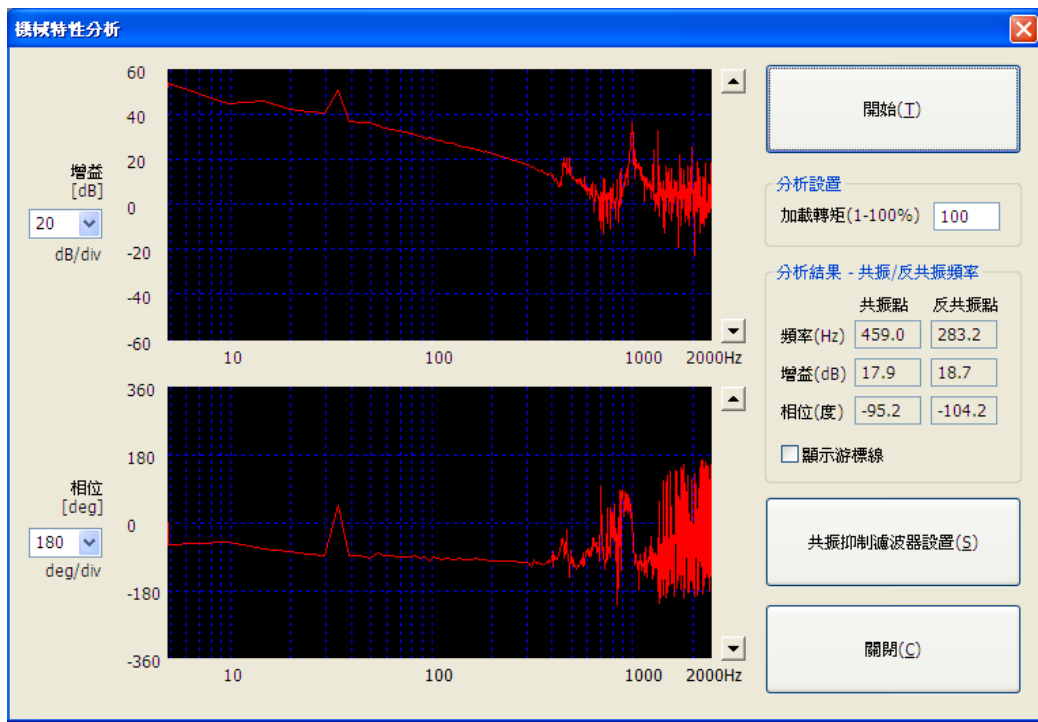 機械特性分析
60
40
20
0
-20
-40
-60
增益
[dB]
20
dB/div
10
100
1000
2000Hz
360
180
0
-180
-360
相位
[deg]
180
deg/div
10
100
1000
2000Hz
開始(T)
分析設置
加載轉矩(1-100%) 100
分析結果 - 共振/反共振頻率
共振點 反共振點
頻率(Hz) 459.0 283.2
增益(dB) 17.9 18.7
相位(度) -95.2 -104.2
顯示游標線
共振抑制濾波器設置(S)
關閉(C)